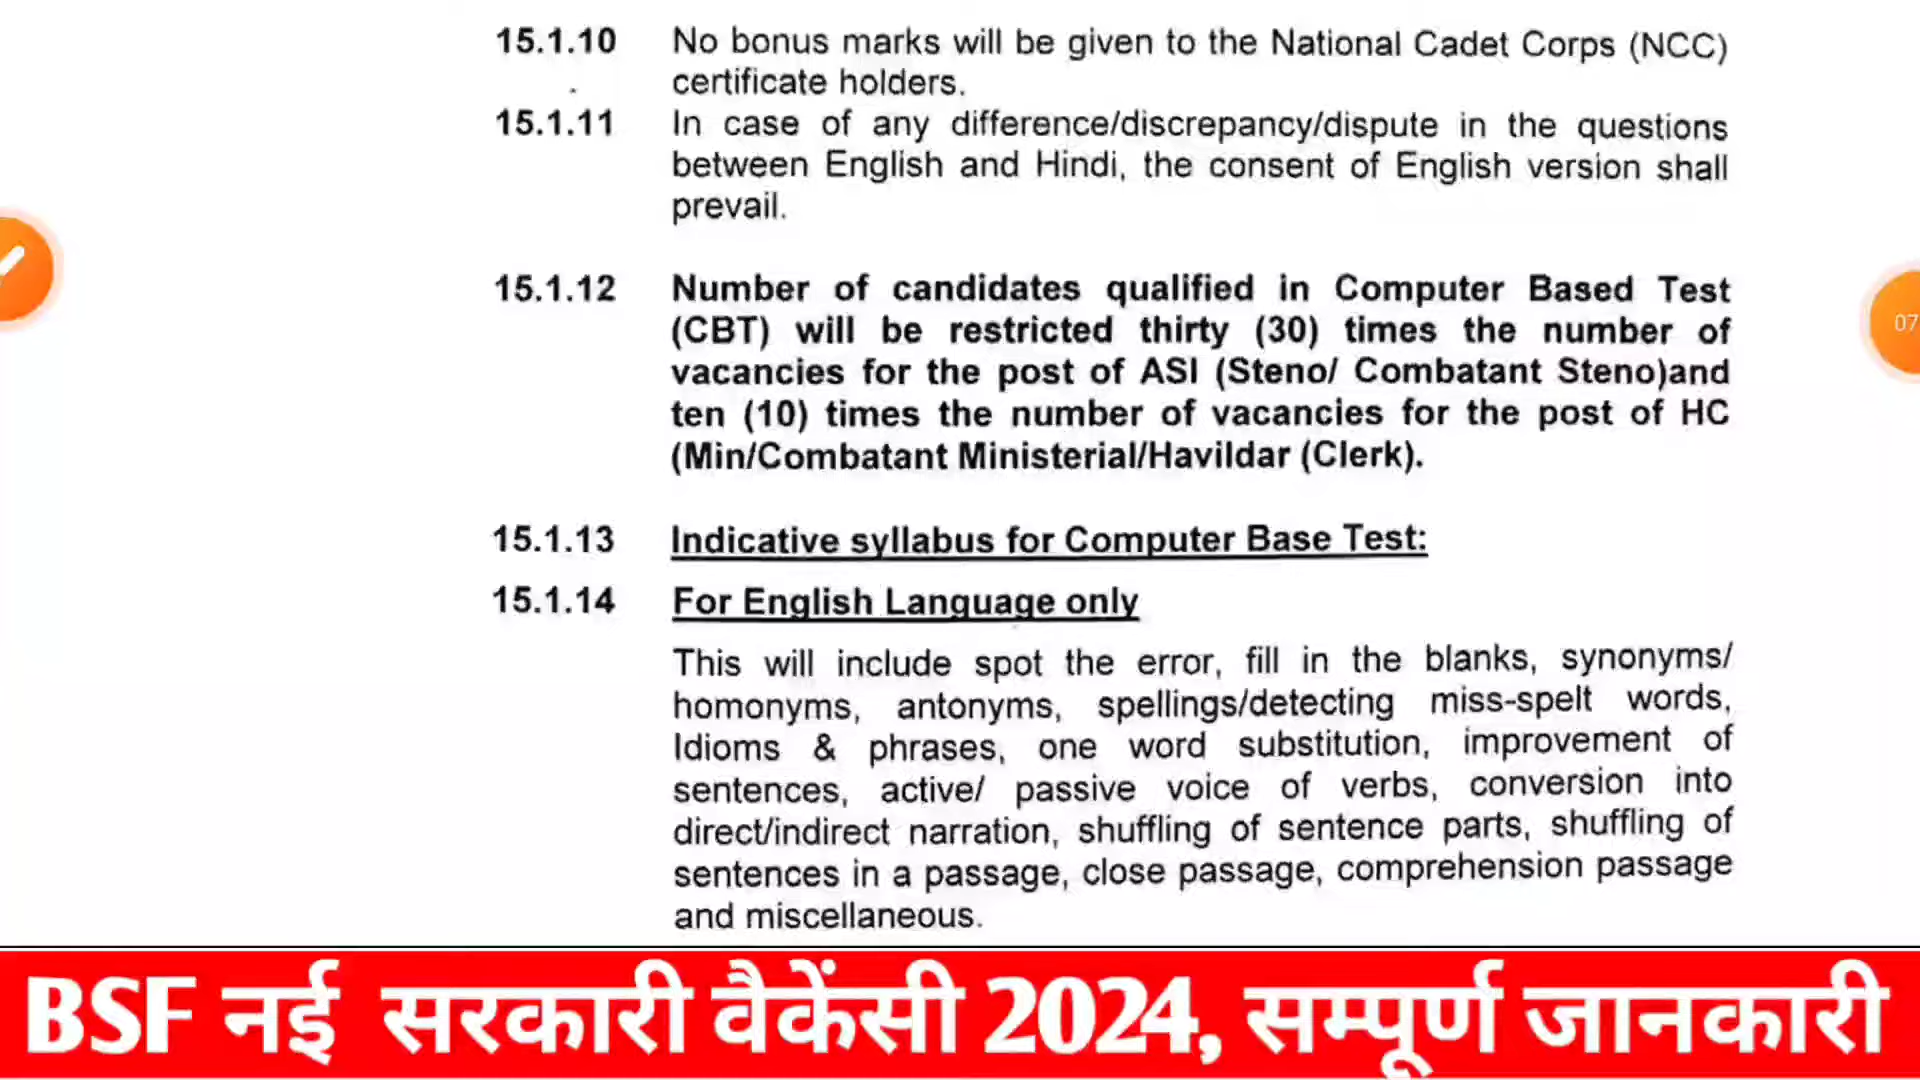 15.1.10 No bonus marks will be given to the National Cadet Corps (NCC)
certificate holders.
15.1.11 In case of any difference/discrepancy/dispute in the questions
between English and Hindi, the consent of English version shall
prevail.
15.1.12 Number of candidates qualified in Computer Based Test
(CBT) will be restricted thirty (30) times the number of
vacancies for the post of ASI (Steno/ Combatant Steno)and
ten (10) times the number of vacancies for the post of HC
(Min/Combatant Ministerial/Havildar (Clerk).
15.1.13 Indicative syllabus for Computer Base Test:
15.1.14 For English Language only
This will include spot the error, fill in the blanks, synonyms/
homonyms, antonyms, spellings/detecting miss-spelt words,
Idioms & phrases, one word substitution, improvement of
sentences, active/ passive voice of verbs, conversion into
direct/indirect narration, shuffling of sentence parts, shuffling of
sentences in a passage, close passage, comprehension passage
and miscellaneous.
07
BSF नई सरकारी वैकेंसी 2024, सम्पूर्ण जानकारी